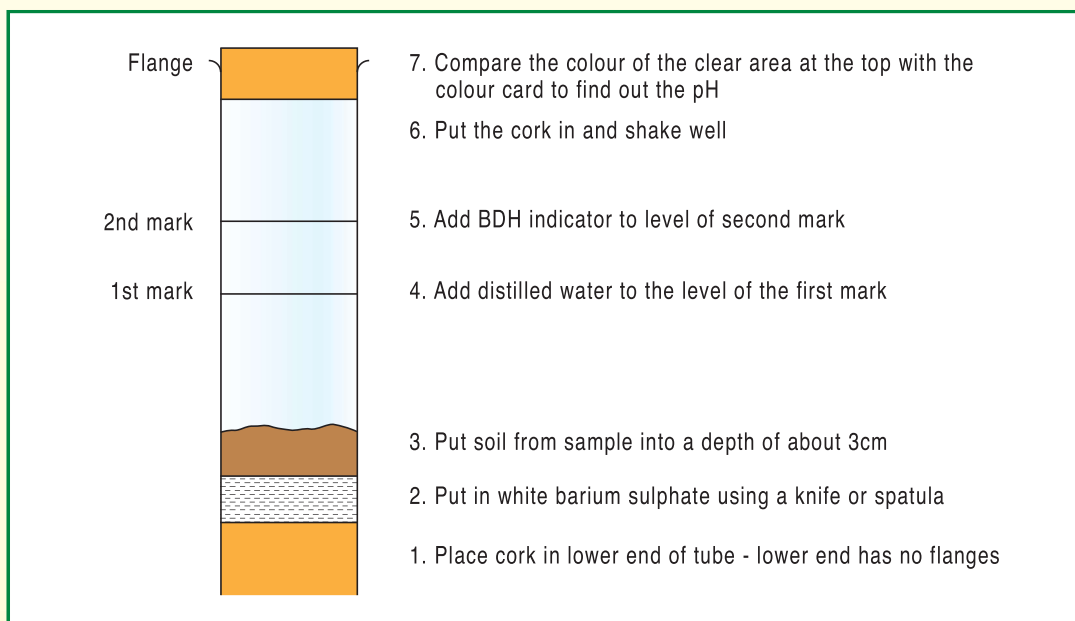 Flange
7. Compare the colour of the clear area at the top with the
colour card to find out the pH
6. Put the cork in and shake well
2nd mark
5. Add BDH indicator to level of second mark
1st mark
4. Add distilled water to the level of the first mark
3. Put soil from sample into a depth of about 3cm
2. Put in white barium sulphate using a knife or spatula
1. Place cork in lower end of tube - lower end has no flanges